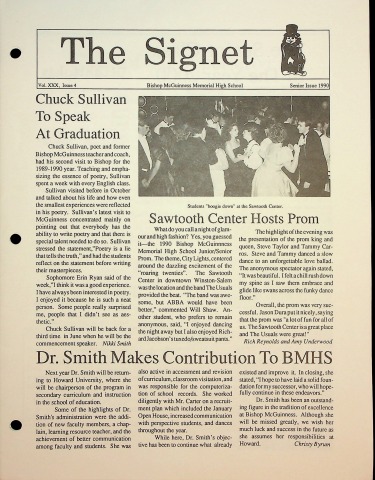 The Signet
Vol. XXX, Issue 4
Bishop McGuinness Memorial High School
Senior Issue 1990
Chuck Sullivan
To Speak
At Graduation
Chuck Sullivan, poet and former
Bishop McGuinness teacher and coach,
had his second visit to Bishop for the
1989-1990 year. Teaching and empha-
sizing the essence of poetry, Sullivan
spent a week with every English class.
Sullivan visited before in October
and talked about his life and how even
the smallest experiences were reflected
in his poetry. Sullivan's latest visit to
McGuinness concentrated mainly on
pointing out that everybody has the
ability to write poetry and that there is
special talent needed to do so. Sullivan
stressed the statement,"Poetry is a lie
that tells the truth," and had the students
reflect on the statement before writing
their masterpieces.
Sophomore Erin Ryan said of the
week, "I think it was a good experience.
I have always been interested in poetry.
I enjoyed it because he is such a neat
person. Some people really surprised
me, people that I didn't see as aes-
thetic."
Chuck Sullivan will be back for a
third time in June when he will be the
commencement speaker. Nikki Smith
Students "boogie down" at the Sawtooth Center.
Sawtooth Center Hosts Prom
What do you call a night of glam-
our and high fashion? Yes, you guessed
it—the 1990 Bishop McGuinness
Memorial High School Junior/Senior
Prom. The theme, City Lights, centered
around the dazzling excitement of the
"roaring twenties". The Sawtooth
Center in downtown Winston-Salem
was the location and the band The Usuals
provided the beat. "The band was awe-
some, but ABBA would have been
better," commented Will Shaw. An-
other student, who prefers to remain
anonymous, said, "I enjoyed dancing
the night away but I also enjoyed Rich-
ard Jacobson's tuxedo/sweatsuit pants."
The highlight of the evening was
the presentation of the prom king and
queen, Steve Taylor and Tammy Car-
ros. Steve and Tammy danced a slow
dance to an unforgettable love ballad.
The anonymous spectator again stated,
"It was beautiful. I felt a chill rush down
my spine as I saw them embrace and
glide like swans across the funky dance
floor."
Overall, the prom was very suc-
cessful. Jason Dura put it nicely, saying
that the prom was "a lot of fun for all of
us. The Sawtooth Center is a great place
and The Usuals were great!"
Rich Reynolds and Amy Underwood
Dr. Smith Makes Contribution To BMHS
Next year Dr. Smith will be return-
ing to Howard University, where she
will be chairperson of the program in
secondary curriculum and instruction
in the school of education.
Some of the highlights of Dr.
Smith's administration were the addi-
tion of new faculty members, a chap-
lain, learning resource teacher, and the
achievement of better communication
among faculty and students. She was
also active in accessment and revision
of curriculum, classroom visitation, and
was responsible for the computeriza-
tion of school records. She worked
diligently with Mr. Carter on a recruit-
ment plan which included the January
Open House, increased communication
with perspective students, and dances
throughout the year.
While here, Dr. Smith's objec-
tive has been to continue what already
existed and improve it. In closing, she
stated, "I hope to have laid a solid foun-
dation for my successor, who will hope-
fully continue in these endeavors."
Dr. Smith has been an outstand-
ing figure in the tradition of excellence
at Bishop McGuinness. Although she
will be missed greatly, we wish her
much luck and success in the future as
she assumes her responsibilities at
Howard. Chrissy Byrum